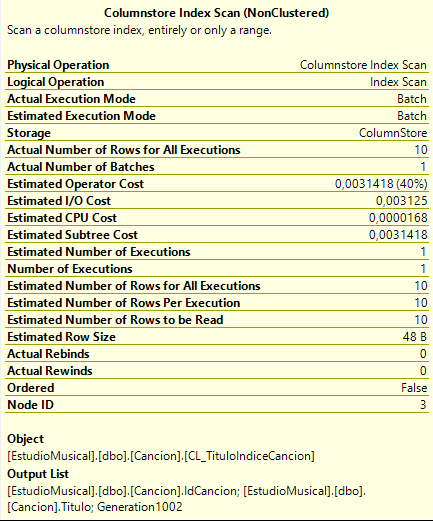 Columnstore Index Scan (NonClustered)
Scan a columnstore index, entirely or only a range.
Physical Operation Columnstore Index Scan
Logical Operation Index Scan
Actual Execution Mode Batch
Estimated Execution Mode Batch
Storage ColumnStore
Actual Number of Rows for All Executions 10
Actual Number of Batches 1
Estimated Operator Cost 0,0031418 (40%)
Estimated I/O Cost 0,003125
Estimated CPU Cost 0,0000168
Estimated Subtree Cost 0,0031418
Estimated Number of Executions 1
Number of Executions 1
Estimated Number of Rows for All Executions 10
Estimated Number of Rows Per Execution 10
Estimated Number of Rows to be Read 10
Estimated Row Size 48 B
Actual Rebinds 0
Actual Rewinds 0
Ordered False
Node ID 3
Object
[EstudioMusical].[dbo].[Cancion].[CL_TituloIndiceCancion]
Output List
[EstudioMusical].[dbo].[Cancion].IdCancion; [EstudioMusical].[dbo].
[Cancion].Titulo; Generation1002